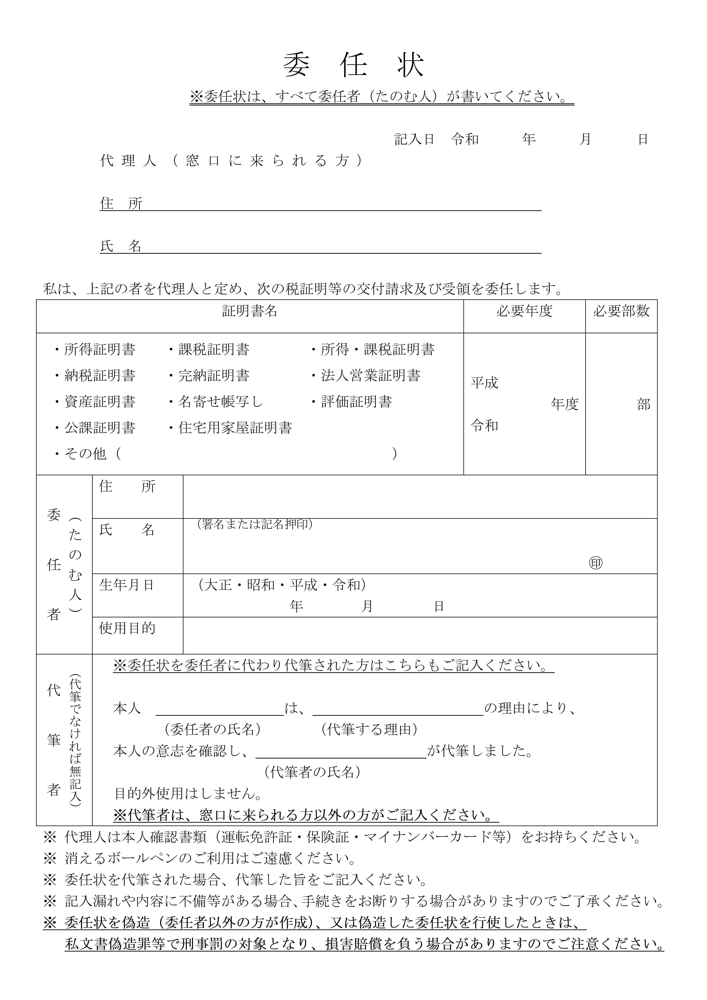 委　任　状
※委任状は、すべて委任者（たのむ人）が書いてください。
記入日　令和　　　年　　　月　　　日
代理人（窓口に来られる方）
住　所
氏　名
私は、上記の者を代理人と定め、次の税証明等の交付請求及び受領を委任します。
証明書名　必要年度　必要部数
・所得証明書　・課税証明書　・所得・課税証明書
・納税証明書　・完納証明書　・法人営業証明書
・資産証明書　・名寄せ帳写し　・評価証明書
・公課証明書　・住宅用家屋証明書
・その他（　　　　　　　　　　　　　　　　　　　）
平成
年度
令和
部
委任者
（たのむ人）
住　　所
氏　　名
（署名または記名押印）
㊞
生年月日
（大正・昭和・平成・令和）
年　　　　月　　　　日
使用目的
代筆者
（代筆でなければ無記入）
※委任状を委任者に代わり代筆された方はこちらもご記入ください。
本人　　　　　　　　　　は、　　　　　　　　　　　　の理由により、
（委任者の氏名）　　　　（代筆する理由）
本人の意志を確認し、　　　　　　　　　　　　が代筆しました。
（代筆者の氏名）
目的外使用はしません。
※代筆者は、窓口に来られる方以外の方がご記入ください。
※ 代理人は本人確認書類（運転免許証・保険証・マイナンバーカード等）をお持ちください。
※ 消えるボールペンのご利用はご遠慮ください。
※ 委任状を代筆された場合、代筆した旨をご記入ください。
※ 記入漏れや内容に不備等がある場合、手続きをお断りする場合がありますのでご了承ください。
※ 委任状を偽造（委任者以外の方が作成）、又は偽造した委任状を行使したときは、
私文書偽造罪等で刑事罰の対象となり、損害賠償を負う場合がありますのでご注意ください。